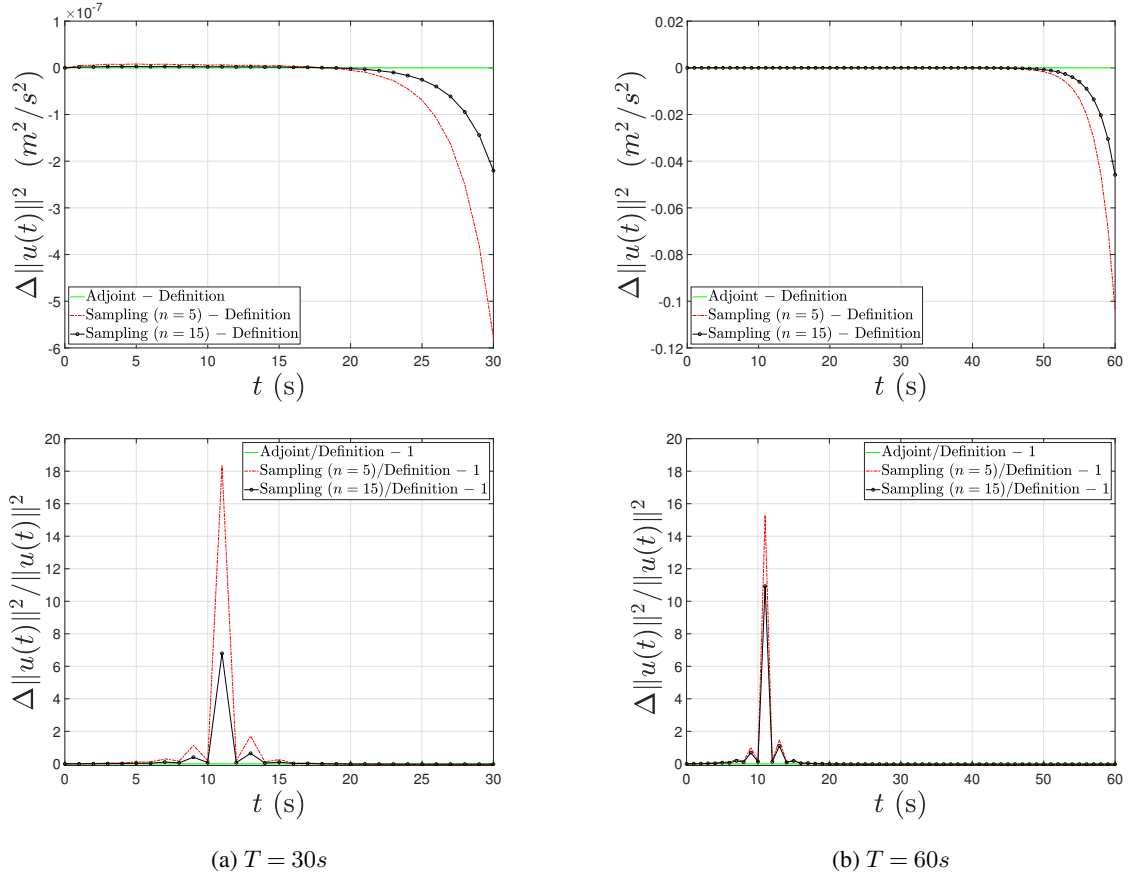 ×10⁻⁷
1
0
-1
-2
-3
-4
-5
-6
0 5 10 15 20 25 30
Δ||u(t)||² (m²/s²)
t (s)
Adjoint − Definition
Sampling (n = 5) − Definition
Sampling (n = 15) − Definition
0.02
0
-0.02
-0.04
-0.06
-0.08
-0.1
-0.12
0 10 20 30 40 50 60
Δ||u(t)||² (m²/s²)
t (s)
Adjoint − Definition
Sampling (n = 5) − Definition
Sampling (n = 15) − Definition
20
18
16
14
12
10
8
6
4
2
0
0 5 10 15 20 25 30
Δ||u(t)||²/||u(t)||²
t (s)
Adjoint/Definition − 1
Sampling (n = 5)/Definition − 1
Sampling (n = 15)/Definition − 1
20
18
16
14
12
10
8
6
4
2
0
0 10 20 30 40 50 60
Δ||u(t)||²/||u(t)||²
t (s)
Adjoint/Definition − 1
Sampling (n = 5)/Definition − 1
Sampling (n = 15)/Definition − 1
(a) T = 30s
(b) T = 60s